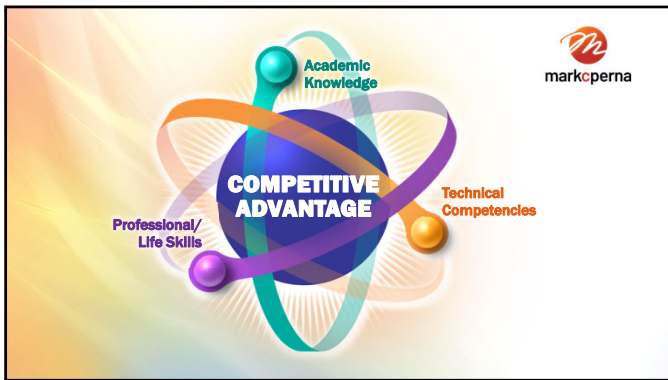 Academic
Knowledge
markcperna
COMPETITIVE
ADVANTAGE
Technical
Competencies
Professional/
Life Skills